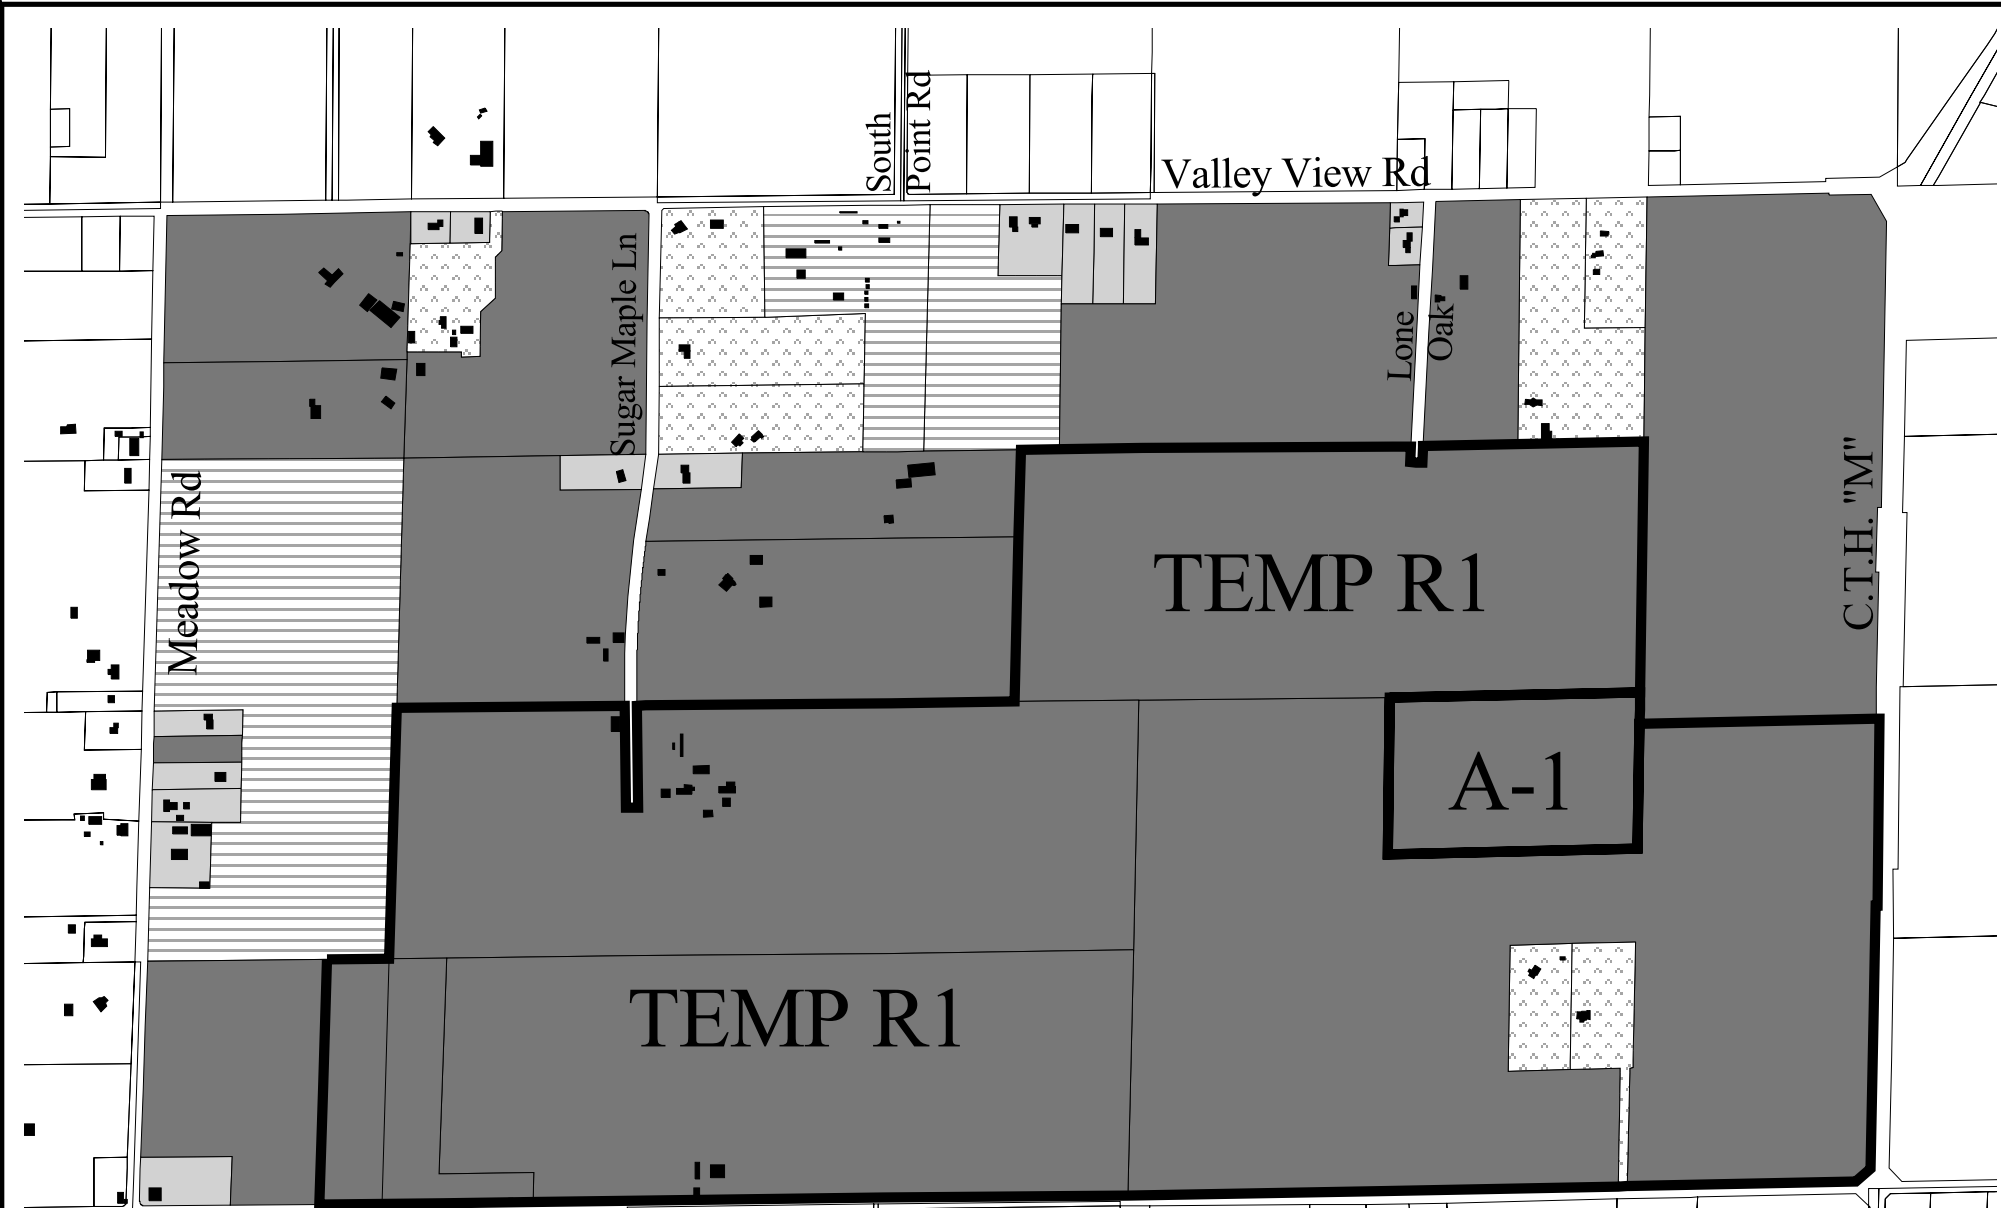 South
Point Rd
Valley View Rd
Sugar Maple Ln
Lone
Oak
Meadow Rd
C.T.H. "M"
TEMP R1
A-1
TEMP R1